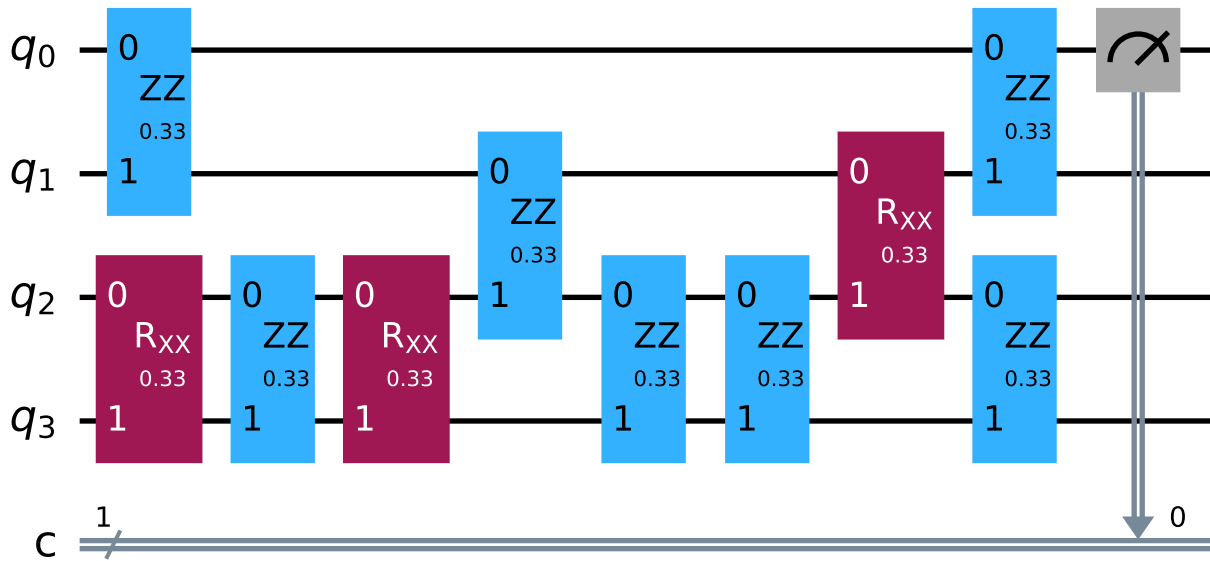 q0 0 0
ZZ ZZ
0.33 0.33
q1 1 0 0 1
ZZ RXX
0.33 0.33
q2 0 0 0 1 0 0 1 0
RXX ZZ RXX ZZ ZZ ZZ
0.33 0.33 0.33 0.33 0.33 0.33
q3 1 1 1 1 1 1
1 0
c